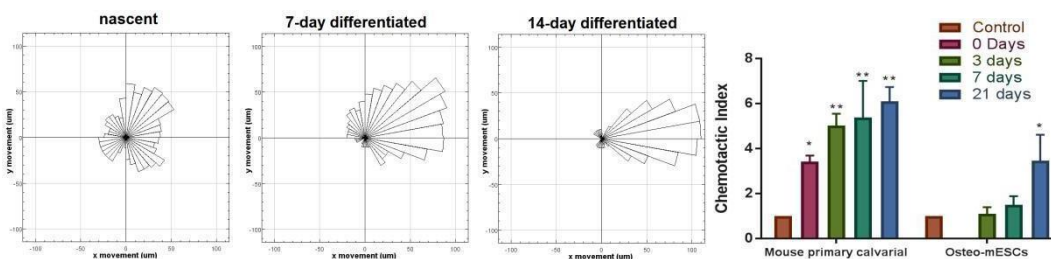 nascent
100
50
0
-50
-100
-100
-50
0
50
100
y movement (um)
x movement (um)
7-day differentiated
100
50
0
-50
-100
-100
-50
0
50
100
y movement (um)
x movement (um)
14-day differentiated
100
50
0
-50
-100
-100
-50
0
50
100
y movement (um)
x movement (um)
Control
0 Days
3 days
7 days
21 days
Chemotactic Index
8
6
4
2
0
*
**
**
**
*
Mouse primary calvarial
Osteo-mESCs